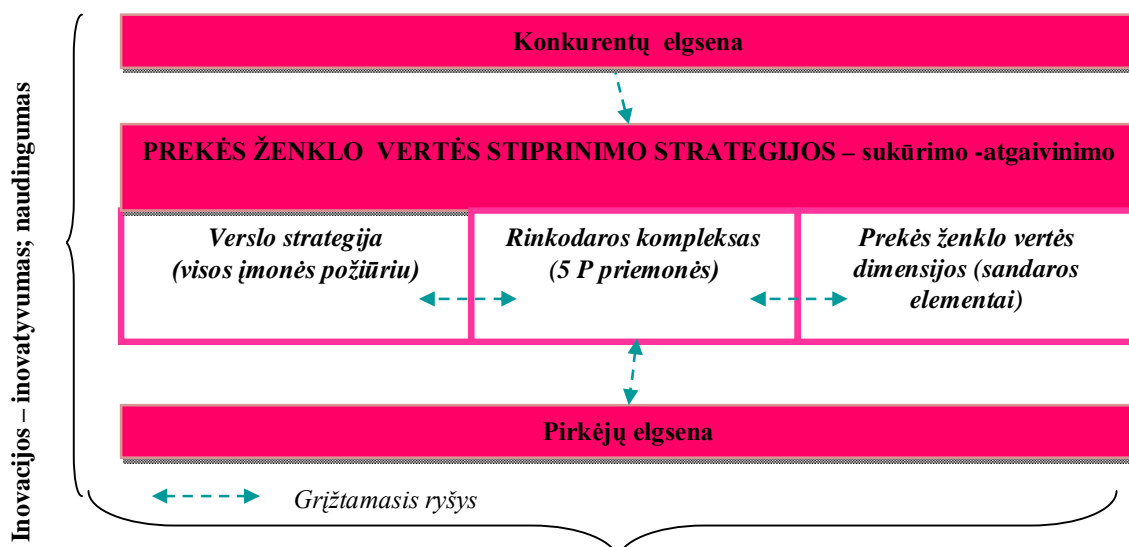 Inovacijos – inovatyvumas; naudingumas
Konkurentų elgsena
PREKĖS ŽENKLO VERTĖS STIPRINIMO STRATEGIJOS – sukūrimo -atgaivinimo
Verslo strategija
(visos įmonės požiūriu)
Rinkodaros kompleksas
(5 P priemonės)
Prekės ženklo vertės
dimensijos (sandaros
elementai)
Pirkėjų elgsena
Grįžtamasis ryšys